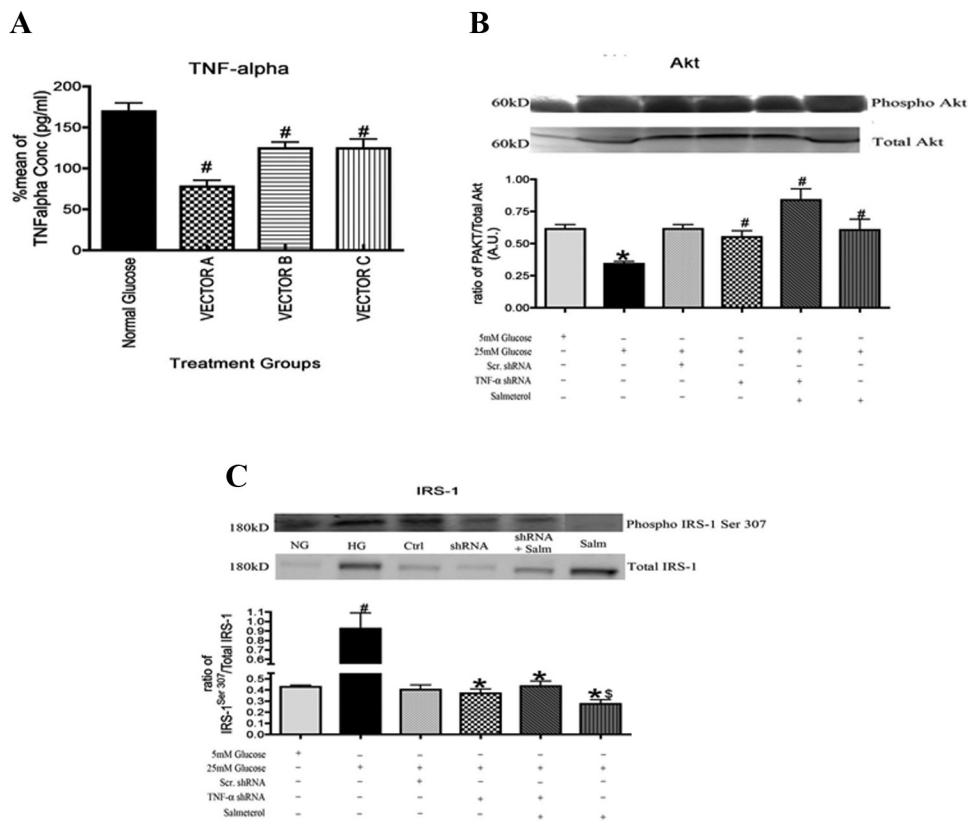 A
TNF-alpha
%mean of
TNFalpha Conc (pg/ml)
200
150
100
50
0
#
#
#
Normal Glucose
VECTOR A
VECTOR B
VECTOR C
Treatment Groups
B
Akt
60kD
Phospho Akt
60kD
Total Akt
ratio of PAKT/Total Akt
(A.U.)
1.00
0.75
0.50
0.25
0.00
*
#
#
#
5mM Glucose + – – – – –
25mM Glucose – + + + + +
Scr. shRNA – – + – – –
TNF-α shRNA – – – + + –
Salmeterol – – – – + +
C
IRS-1
180kD
Phospho IRS-1 Ser 307
NG HG Ctrl shRNA shRNA + Salm Salm
180kD
Total IRS-1
ratio of
IRS-1Ser 307/Total IRS-1
1.1
1.0
0.9
0.8
0.7
0.6
0.5
0.4
0.3
0.2
0.1
0.0
#
*
*
*$
5mM Glucose + – – – – –
25mM Glucose – + + + + +
Scr. shRNA – – + – – –
TNF-α shRNA – – – + + –
Salmeterol – – – – + +